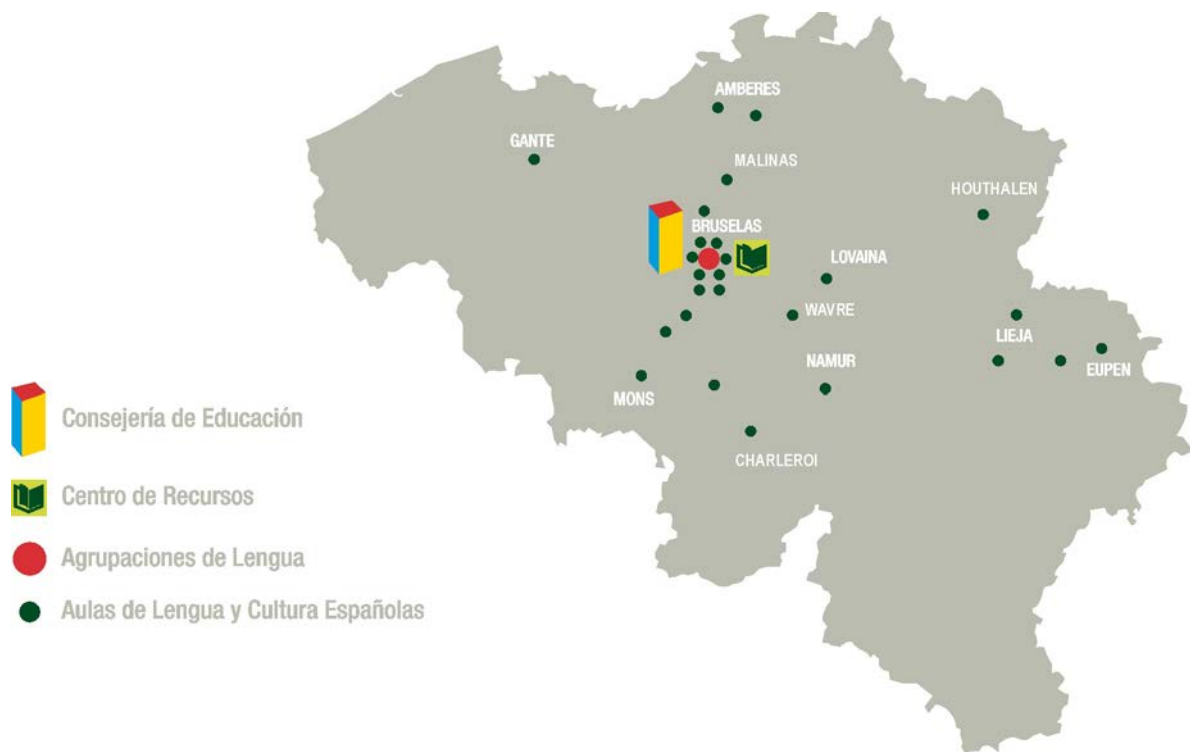 AMBERES
GANTE
MALINAS
HOUTHALEN
BRUSELAS
LOVAINA
WAVRE
LIEJA
EUPEN
NAMUR
MONS
CHARLEROI
Consejería de Educación
Centro de Recursos
Agrupaciones de Lengua
Aulas de Lengua y Cultura Españolas